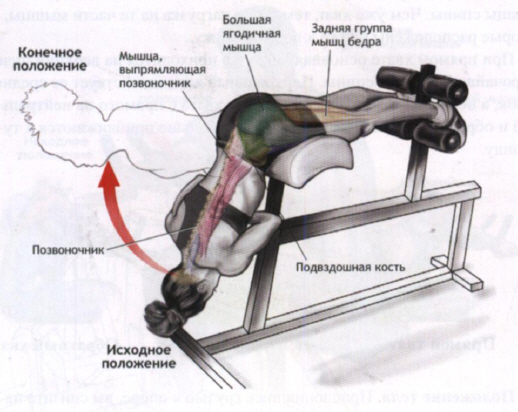 Большая
ягодичная
мышца
Задняя группа
мышц бедра
Конечное
положение
Мышца,
выпрямляющая
позвоночник
Позвоночник
Подвздошная кость
Исходное
положение